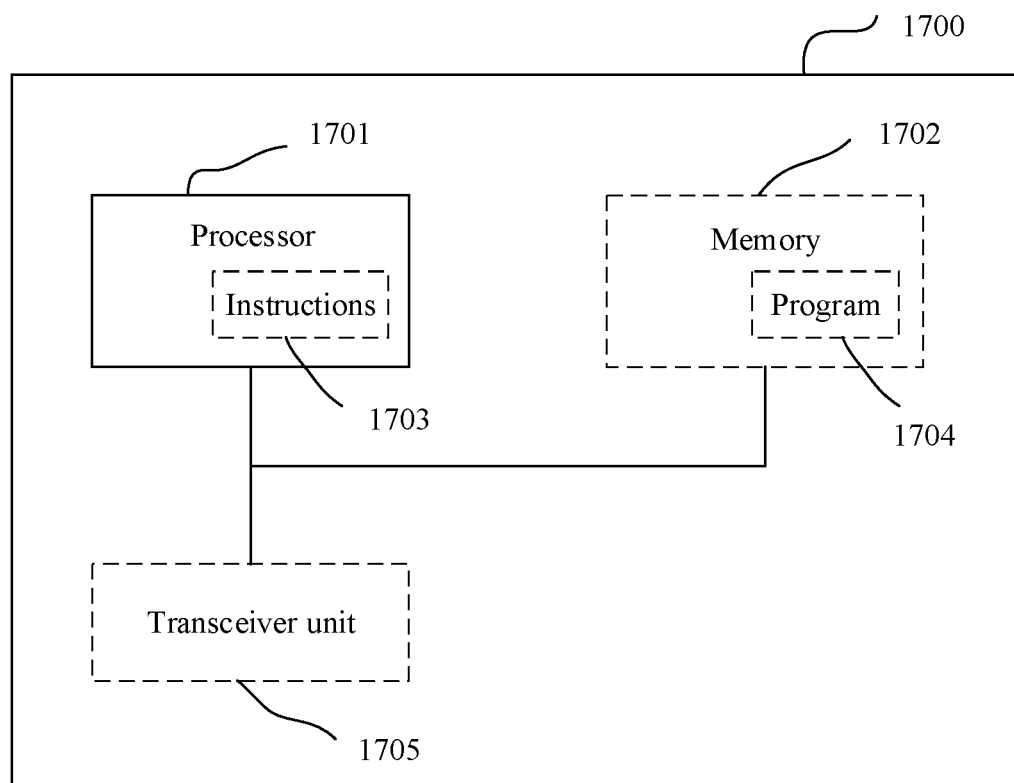 1700
1701
1702
Processor
Memory
Instructions
Program
1703
1704
Transceiver unit
1705